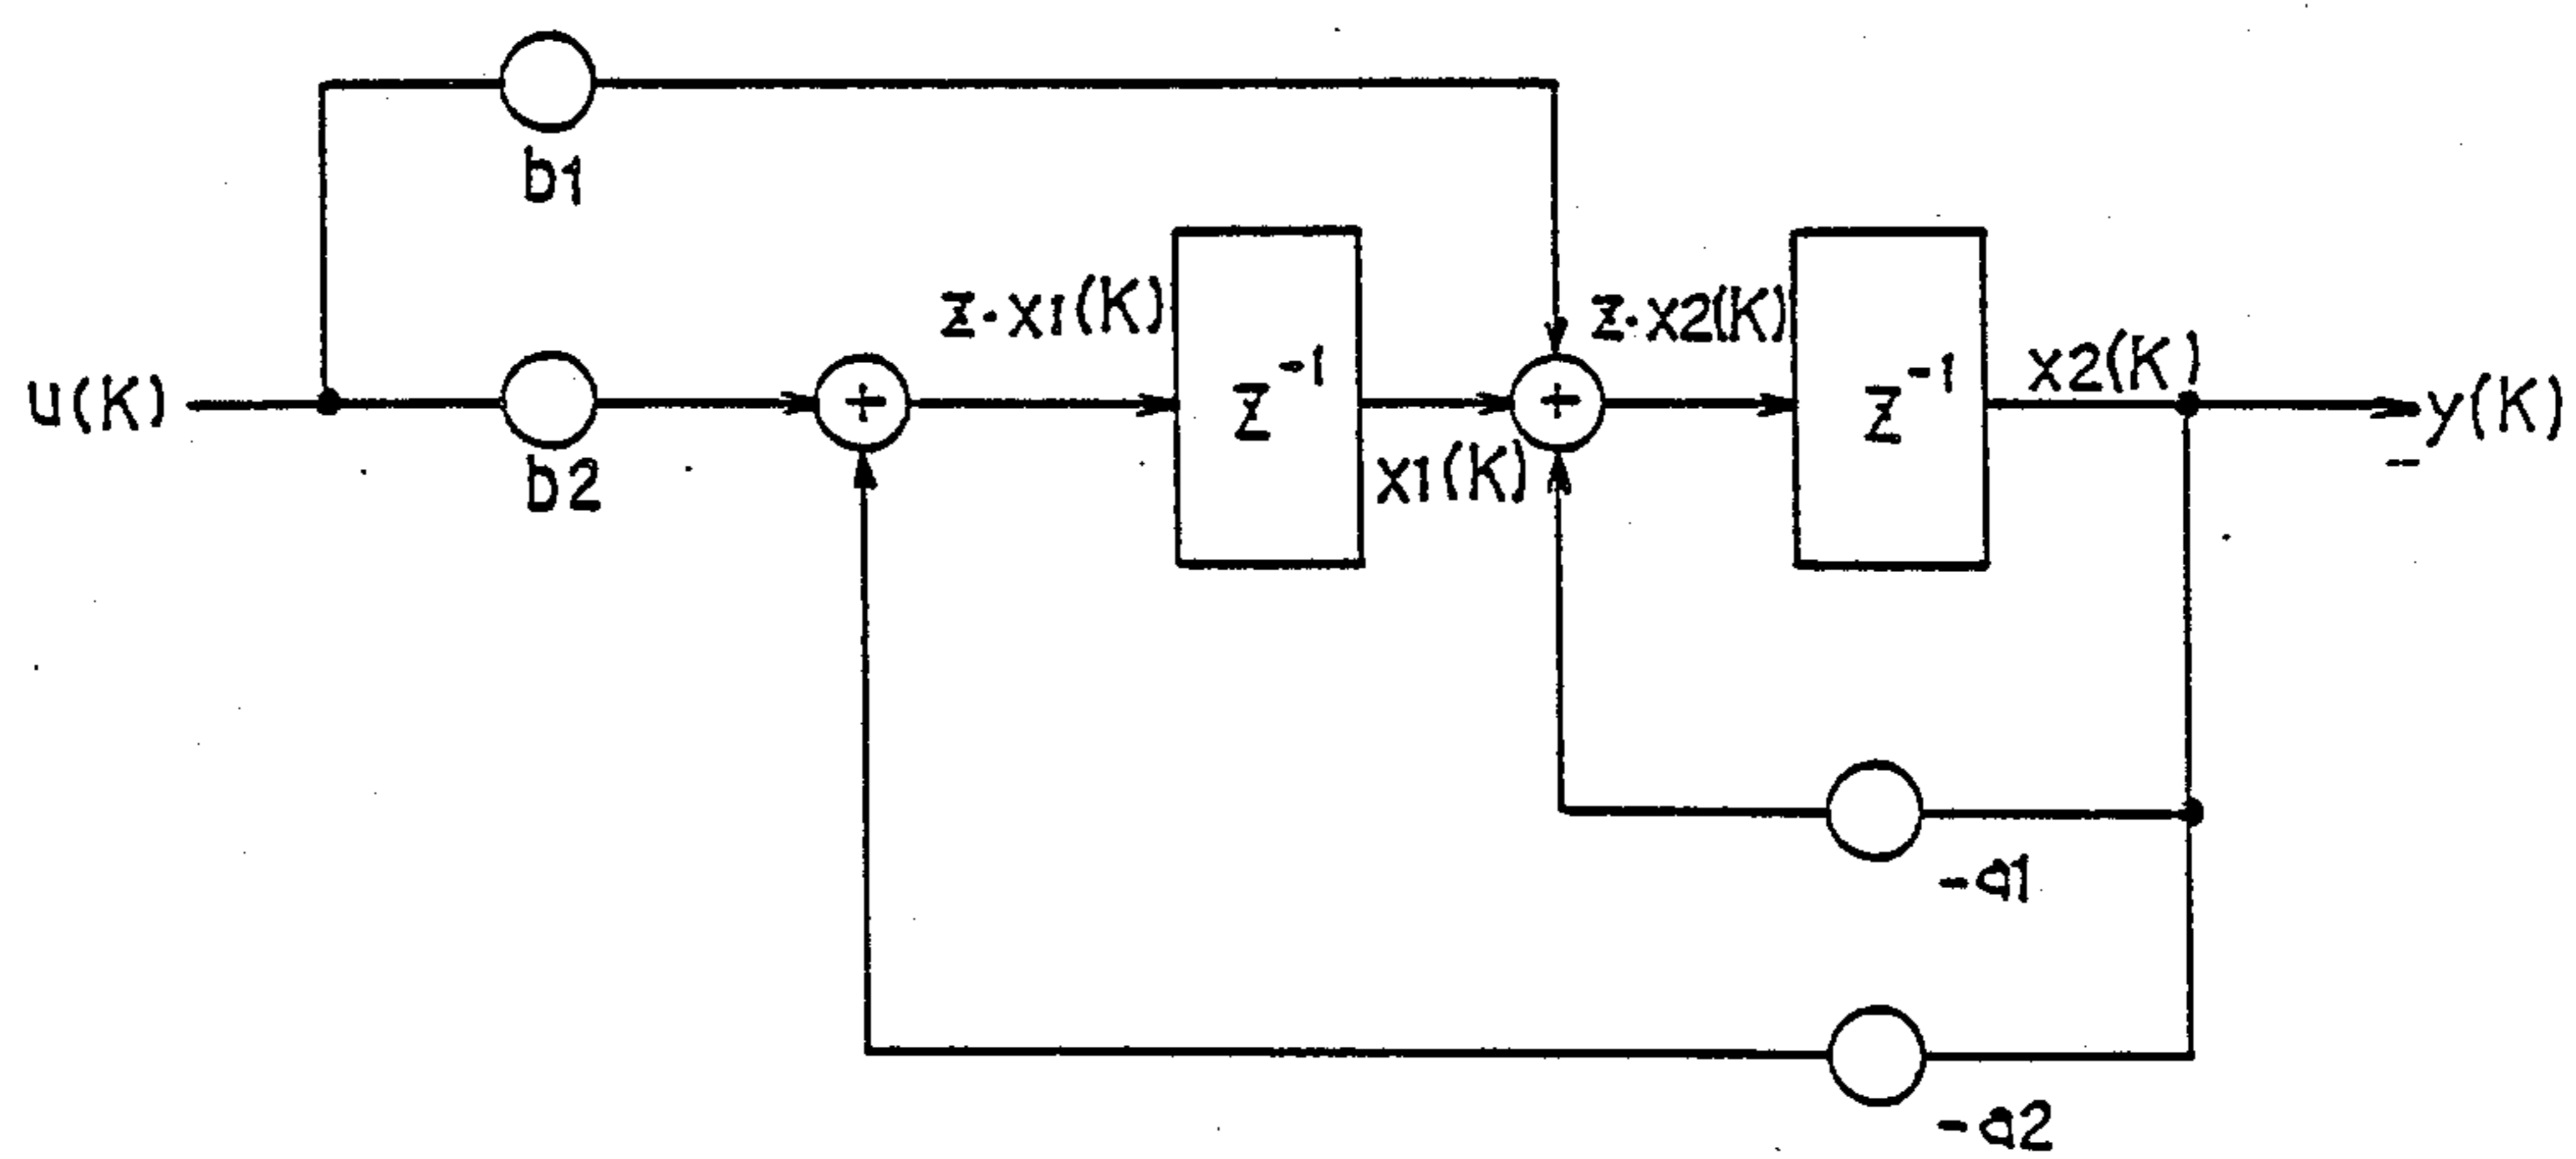 b1
z·x1(K)
z·x2(K)
u(K)
+
z⁻¹
+
z⁻¹
x2(K)
y(K)
b2
x1(K)
-a1
-a2